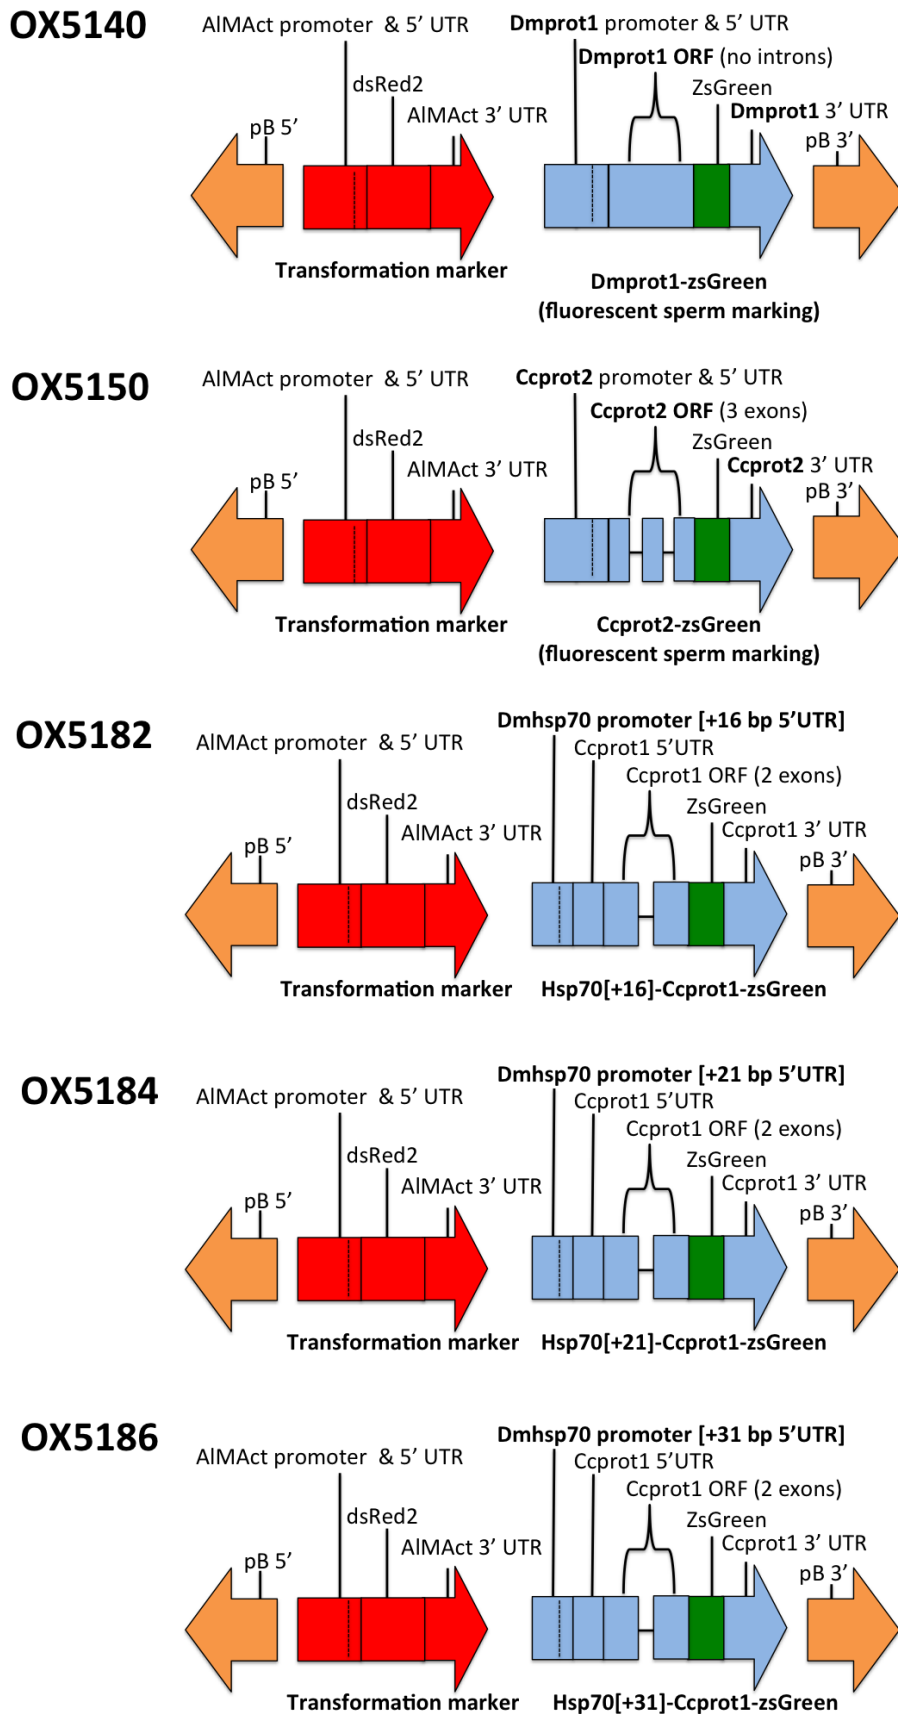 OX5140
AlMAct promoter & 5’ UTR
Dmprot1 promoter & 5’ UTR
Dmprot1 ORF (no introns)
dsRed2
ZsGreen
AlMAct 3’ UTR
Dmprot1 3’ UTR
pB 5’
pB 3’
Transformation marker
Dmprot1-zsGreen
(fluorescent sperm marking)
OX5150
AlMAct promoter & 5’ UTR
Ccprot2 promoter & 5’ UTR
Ccprot2 ORF (3 exons)
dsRed2
ZsGreen
AlMAct 3’ UTR
Ccprot2 3’ UTR
pB 5’
pB 3’
Transformation marker
Ccprot2-zsGreen
(fluorescent sperm marking)
OX5182
Dmhsp70 promoter [+16 bp 5’UTR]
AlMAct promoter & 5’ UTR
Ccprot1 5’UTR
Ccprot1 ORF (2 exons)
dsRed2
ZsGreen
AlMAct 3’ UTR
Ccprot1 3’ UTR
pB 5’
pB 3’
Transformation marker
Hsp70[+16]-Ccprot1-zsGreen
OX5184
Dmhsp70 promoter [+21 bp 5’UTR]
AlMAct promoter & 5’ UTR
Ccprot1 5’UTR
Ccprot1 ORF (2 exons)
dsRed2
ZsGreen
AlMAct 3’ UTR
Ccprot1 3’ UTR
pB 5’
pB 3’
Transformation marker
Hsp70[+21]-Ccprot1-zsGreen
OX5186
Dmhsp70 promoter [+31 bp 5’UTR]
AlMAct promoter & 5’ UTR
Ccprot1 5’UTR
Ccprot1 ORF (2 exons)
dsRed2
ZsGreen
AlMAct 3’ UTR
Ccprot1 3’ UTR
pB 5’
pB 3’
Transformation marker
Hsp70[+31]-Ccprot1-zsGreen